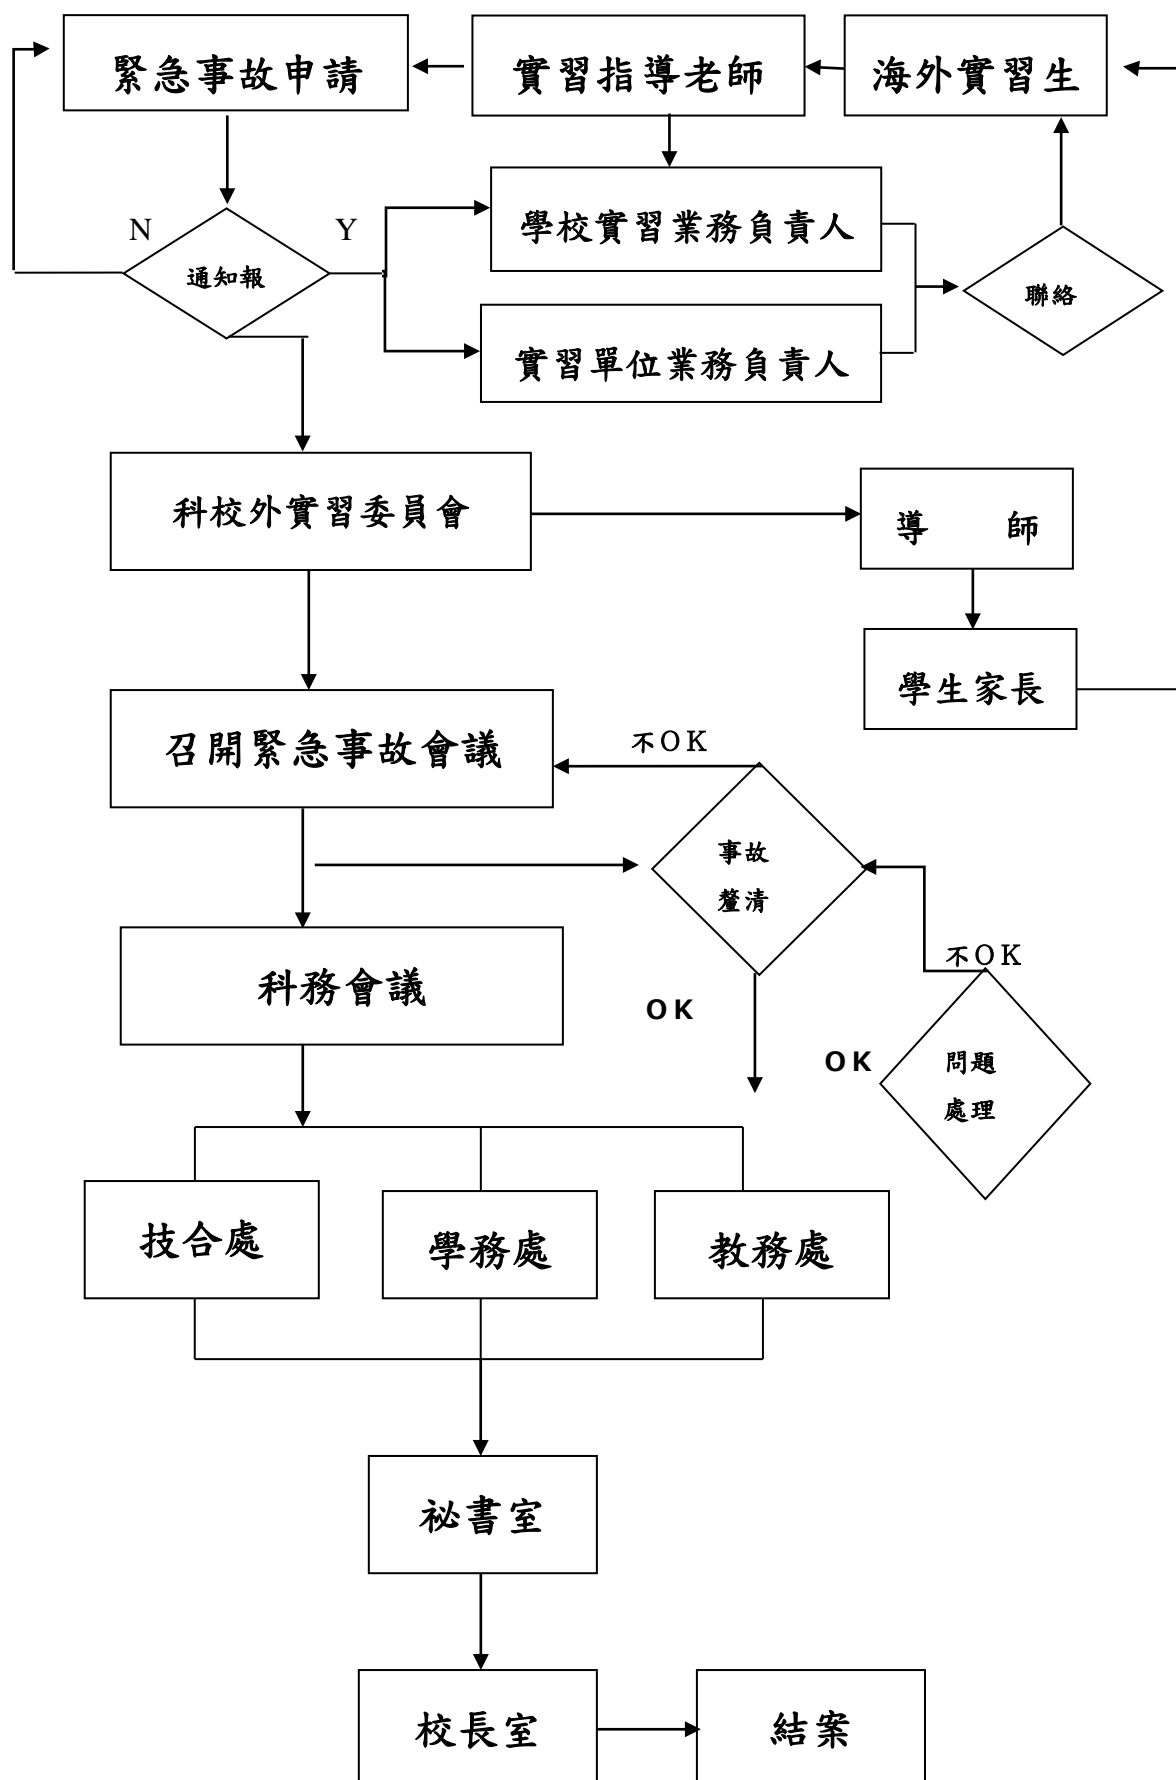 緊急事故申請
實習指導老師
海外實習生
N
Y
通知報
學校實習業務負責人
聯絡
實習單位業務負責人
科校外實習委員會
導 師
學生家長
召開緊急事故會議
不OK
事故
釐清
科務會議
不OK
OK
OK
問題
處理
技合處
學務處
教務處
祕書室
校長室
結案